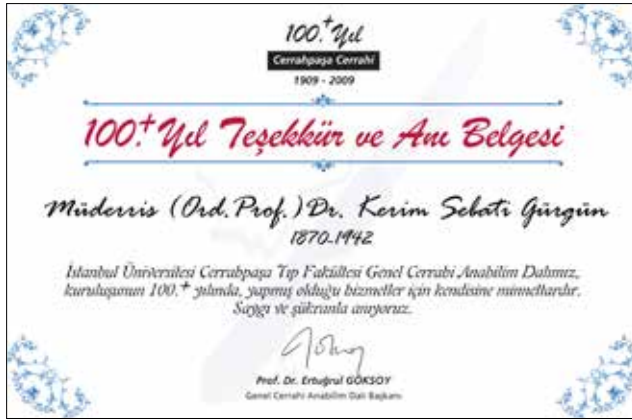 100.+ Yıl
Cerrahpaşa Cerrahi
1909 - 2009
100.+ Yıl Teşekkür ve Anı Belgesi
Müderris (Ord. Prof.) Dr. Kerim Sebati Gürgün
1870-1942
İstanbul Üniversitesi Cerrahpaşa Tıp Fakültesi Genel Cerrahi Anabilim Dalımız,
kuruluşunun 100.+ yılında, yapmış olduğu hizmetler için kendisine minnettardır.
Saygı ve şükranla anıyoruz.
Prof. Dr. Ertuğrul GÖKSOY
Genel Cerrahi Anabilim Dalı Başkanı